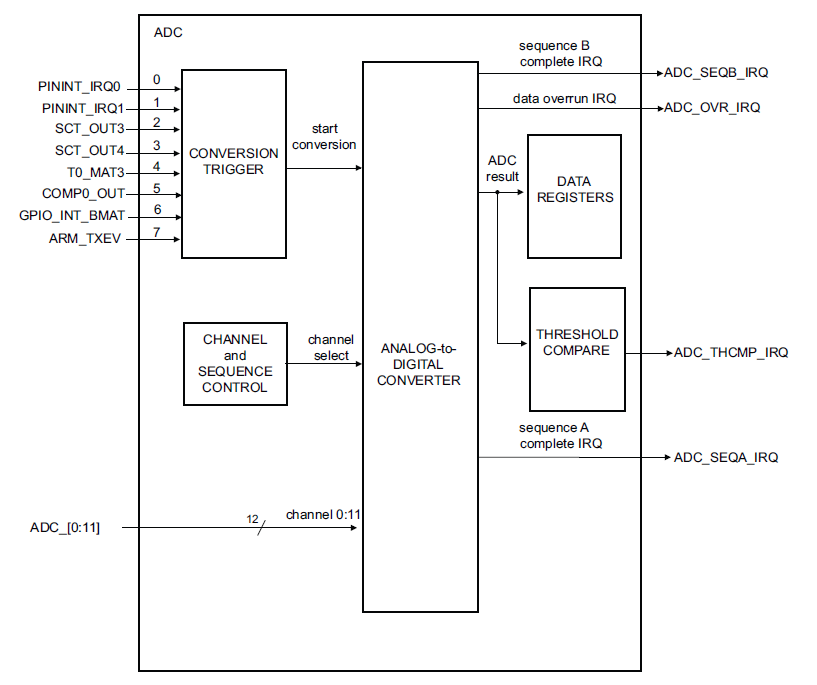 ADC
PININT_IRQ0
0
PININT_IRQ1
1
SCT_OUT3
2
SCT_OUT4
3
T0_MAT3
4
COMP0_OUT
5
GPIO_INT_BMAT
6
ARM_TXEV
7
CONVERSION
TRIGGER
start
conversion
CHANNEL
and
SEQUENCE
CONTROL
channel
select
ADC_[0:11]
12
channel 0:11
ANALOG-to-
DIGITAL
CONVERTER
sequence B
complete IRQ
ADC_SEQB_IRQ
data overrun IRQ
ADC_OVR_IRQ
ADC
result
DATA
REGISTERS
THRESHOLD
COMPARE
ADC_THCMP_IRQ
sequence A
complete IRQ
ADC_SEQA_IRQ